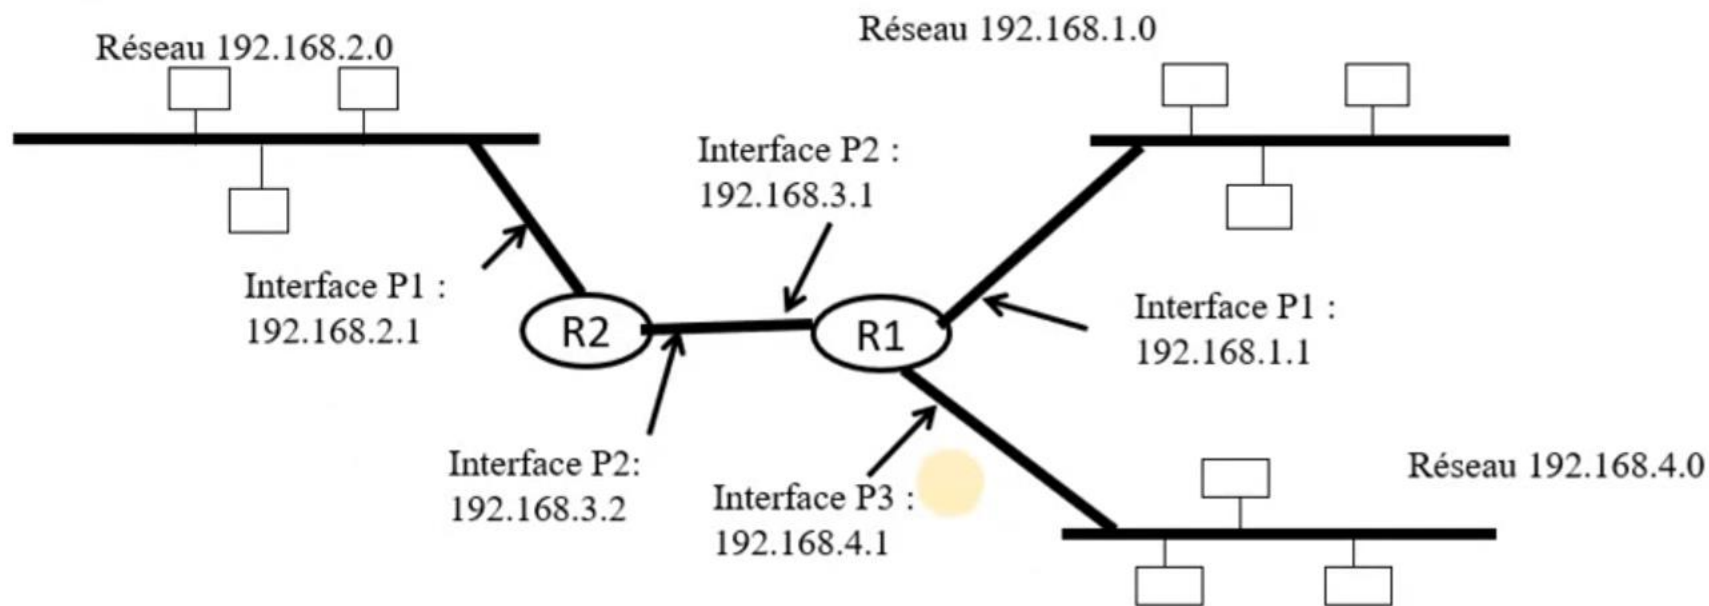 Réseau 192.168.2.0
Réseau 192.168.1.0
Interface P2 :
192.168.3.1
Interface P1 :
192.168.2.1
R2
R1
Interface P1 :
192.168.1.1
Interface P2:
192.168.3.2
Interface P3 :
192.168.4.1
Réseau 192.168.4.0